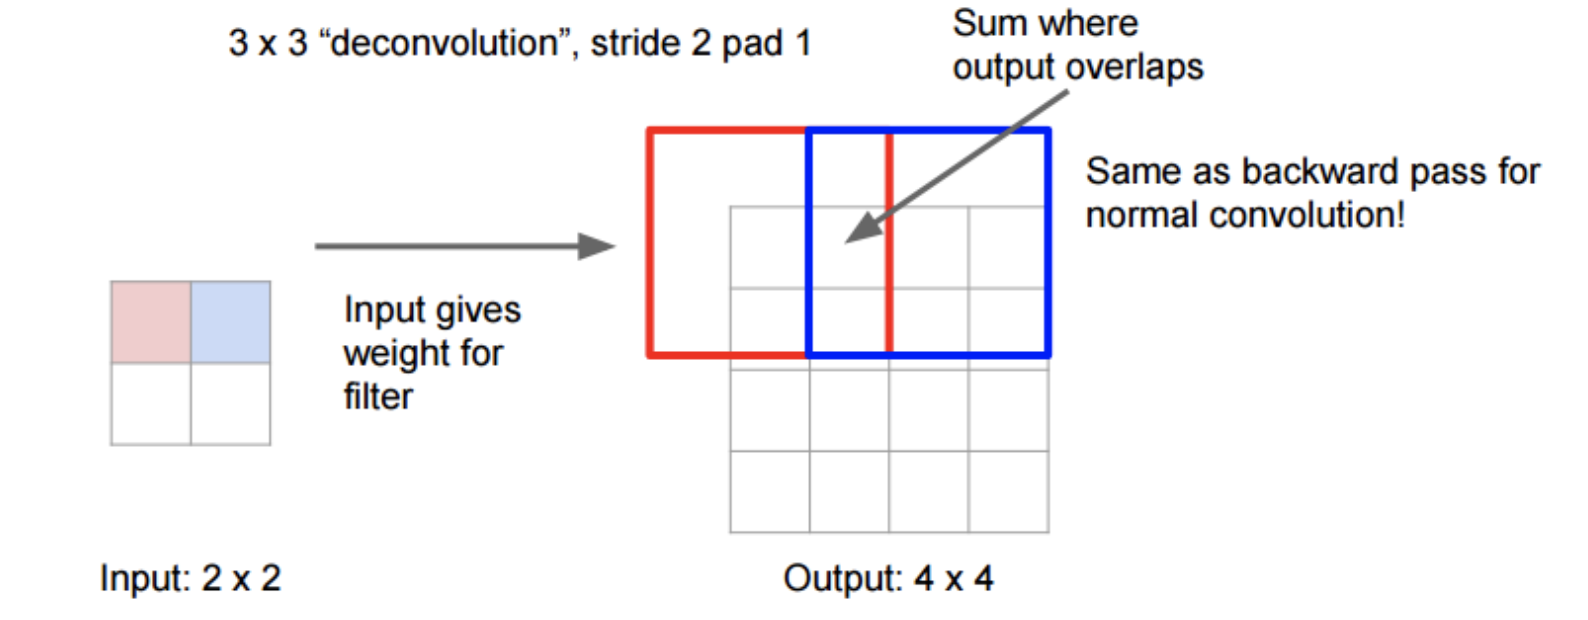 3 x 3 “deconvolution”, stride 2 pad 1
Sum where
output overlaps
Same as backward pass for
normal convolution!
Input gives
weight for
filter
Input: 2 x 2
Output: 4 x 4